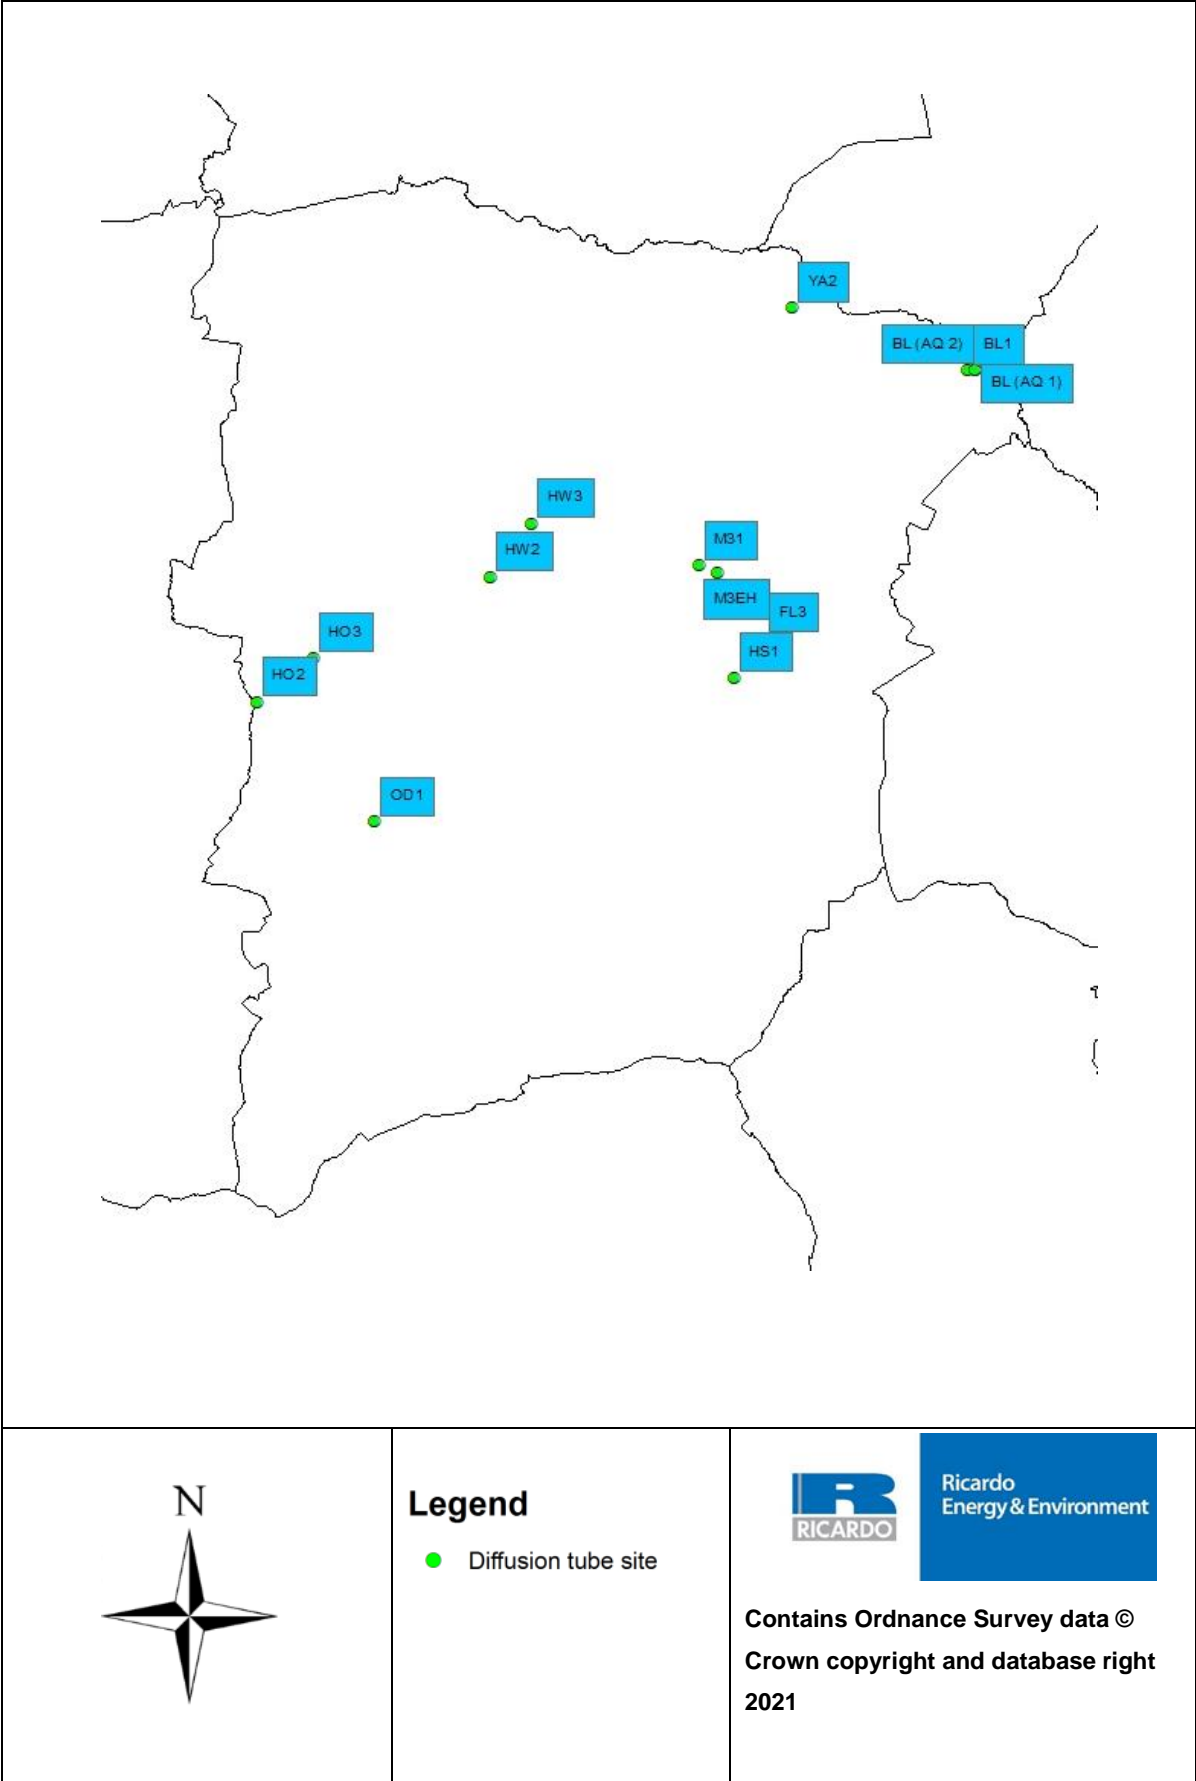 YA2
BL (AQ 2)
BL1
BL (AQ 1)
HW3
HW2
M31
M3EH
FL3
HS1
HO3
HO2
OD1
N
Legend
Diffusion tube site
R
RICARDO
Ricardo
Energy & Environment
Contains Ordnance Survey data ©
Crown copyright and database right
2021